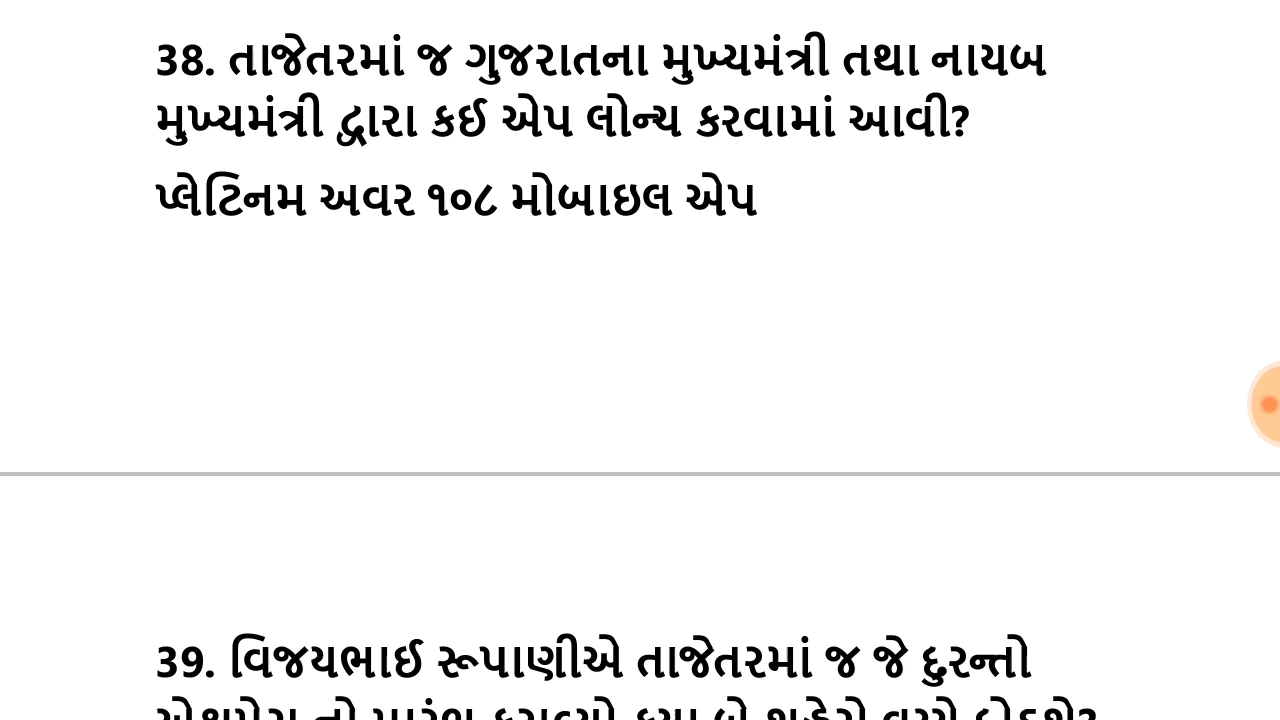 38. તાજેતરમાં જ ગુજરાતના મુખ્યમંત્રી તથા નાયબ
મુખ્યમંત્રી દ્વારા કઈ એપ લોન્ચ કરવામાં આવી?
પ્લેટિનમ અવર ૧૦૮ મોબાઇલ એપ
39. વિજયભાઈ રૂપાણીએ તાજેતરમાં જ જે દુરન્તો